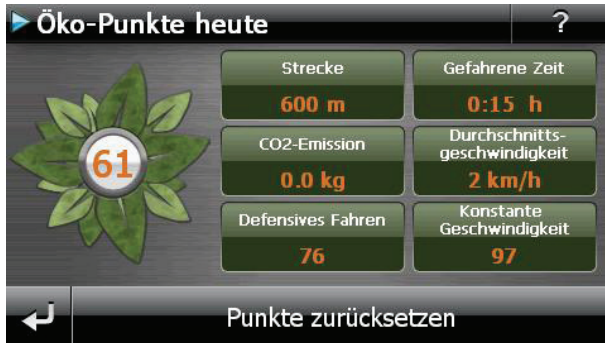 Öko-Punkte heute
?
61
Strecke
600 m
Gefahrene Zeit
0:15 h
CO2-Emission
0.0 kg
Durchschnitts-
geschwindigkeit
2 km/h
Defensives Fahren
76
Konstante
Geschwindigkeit
97
Punkte zurücksetzen